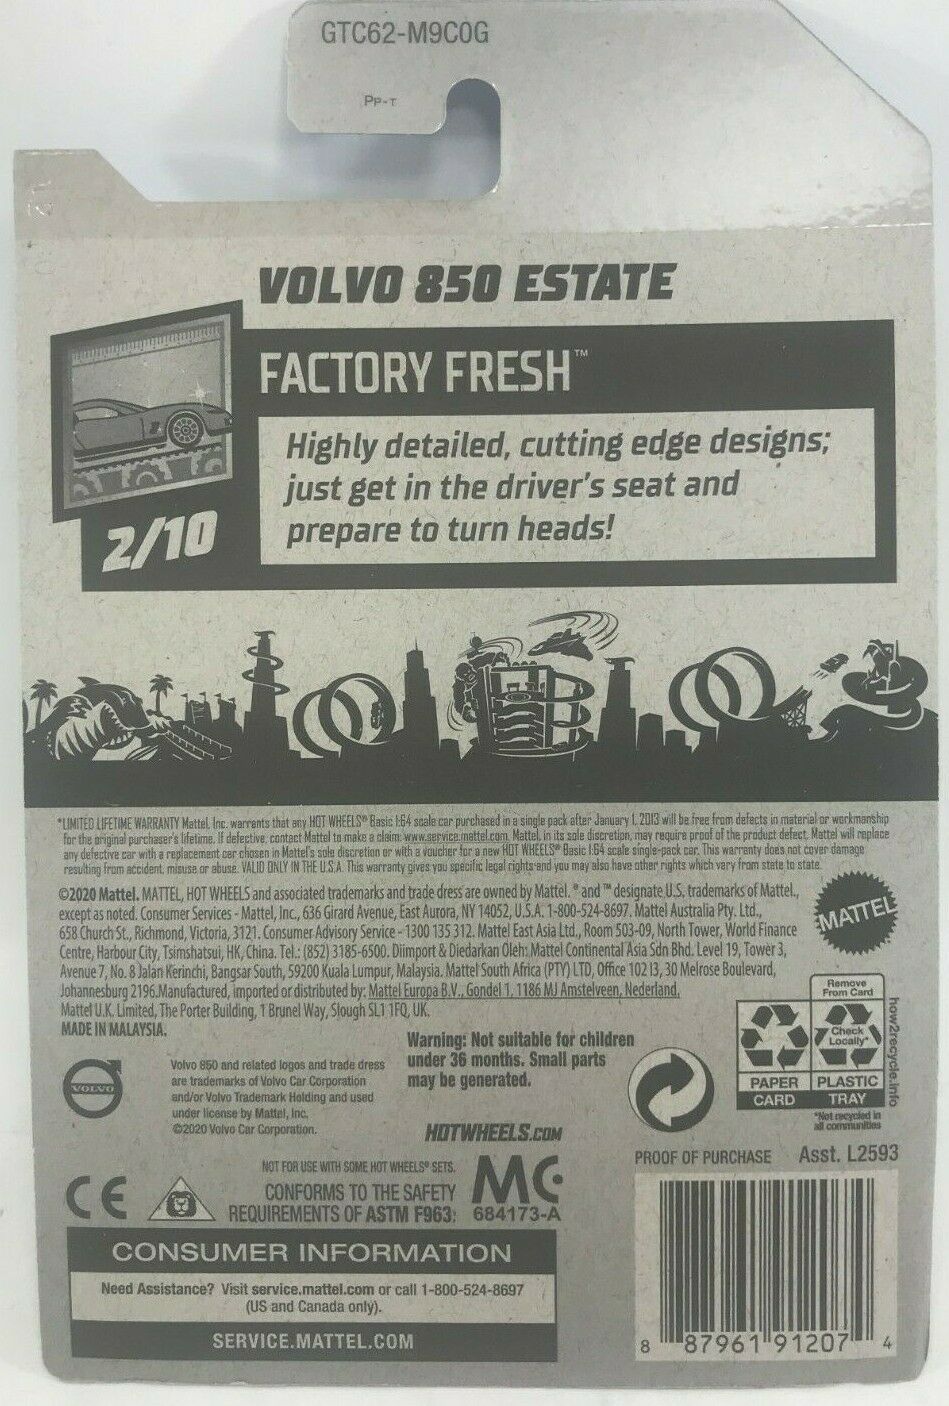 GTC62-M9C0G
PP-T
VOLVO 850 ESTATE
FACTORY FRESH™
Highly detailed, cutting edge designs;
just get in the driver's seat and
prepare to turn heads!
2/10
*LIMITED LIFETIME WARRANTY Mattel, Inc. warrants that any HOT WHEELS® Basic 1:64 scale car purchased in a single pack after January 1, 2013 will be free from defects in material or workmanship
for the original purchaser's lifetime. If defective, contact Mattel to make a claim: www.service.mattel.com. Mattel, in its sole discretion, may require proof of the product defect. Mattel will replace
any defective car with a replacement car chosen in Mattel's sole discretion or with a voucher for a new HOT WHEELS® Basic 1:64 scale single-pack car. This warranty does not cover damage
resulting from accident, misuse or abuse. VALID ONLY IN THE U.S.A. This warranty gives you specific legal rights and you may also have other rights which vary from state to state.
©2020 Mattel. MATTEL, HOT WHEELS and associated trademarks and trade dress are owned by Mattel. ® and ™ designate U.S. trademarks of Mattel,
except as noted. Consumer Services - Mattel, Inc., 636 Girard Avenue, East Aurora, NY 14052, U.S.A. 1-800-524-8697. Mattel Australia Pty. Ltd.,
658 Church St., Richmond, Victoria, 3121. Consumer Advisory Service - 1300 135 312. Mattel East Asia Ltd., Room 503-09, North Tower, World Finance
Centre, Harbour City, Tsimshatsui, HK, China. Tel.: (852) 3185-6500. Diimport & Diedarkan Oleh: Mattel Continental Asia Sdn Bhd. Level 19, Tower 3,
Avenue 7, No. 8 Jalan Kerinchi, Bangsar South, 59200 Kuala Lumpur, Malaysia. Mattel South Africa (PTY) LTD, Office 102 I3, 30 Melrose Boulevard,
Johannesburg 2196.Manufactured, imported or distributed by: Mattel Europa B.V., Gondel 1, 1186 MJ Amstelveen, Nederland.
Mattel U.K. Limited, The Porter Building, 1 Brunel Way, Slough SL1 1FQ, UK.
MADE IN MALAYSIA.
MATTEL
VOLVO
Volvo 850 and related logos and trade dress
are trademarks of Volvo Car Corporation
and/or Volvo Trademark Holding and used
under license by Mattel, Inc.
©2020 Volvo Car Corporation.
Warning: Not suitable for children
under 36 months. Small parts
may be generated.
HOTWHEELS.COM
Remove
From Card
Check
Locally*
PAPER
CARD
PLASTIC
TRAY
*Not recycled in
all communities
how2recycle.info
NOT FOR USE WITH SOME HOT WHEELS® SETS.
CONFORMS TO THE SAFETY
REQUIREMENTS OF ASTM F963.
CE
MC
684173-A
PROOF OF PURCHASE Asst. L2593
CONSUMER INFORMATION
Need Assistance? Visit service.mattel.com or call 1-800-524-8697
(US and Canada only).
SERVICE.MATTEL.COM
8 87961 91207 4